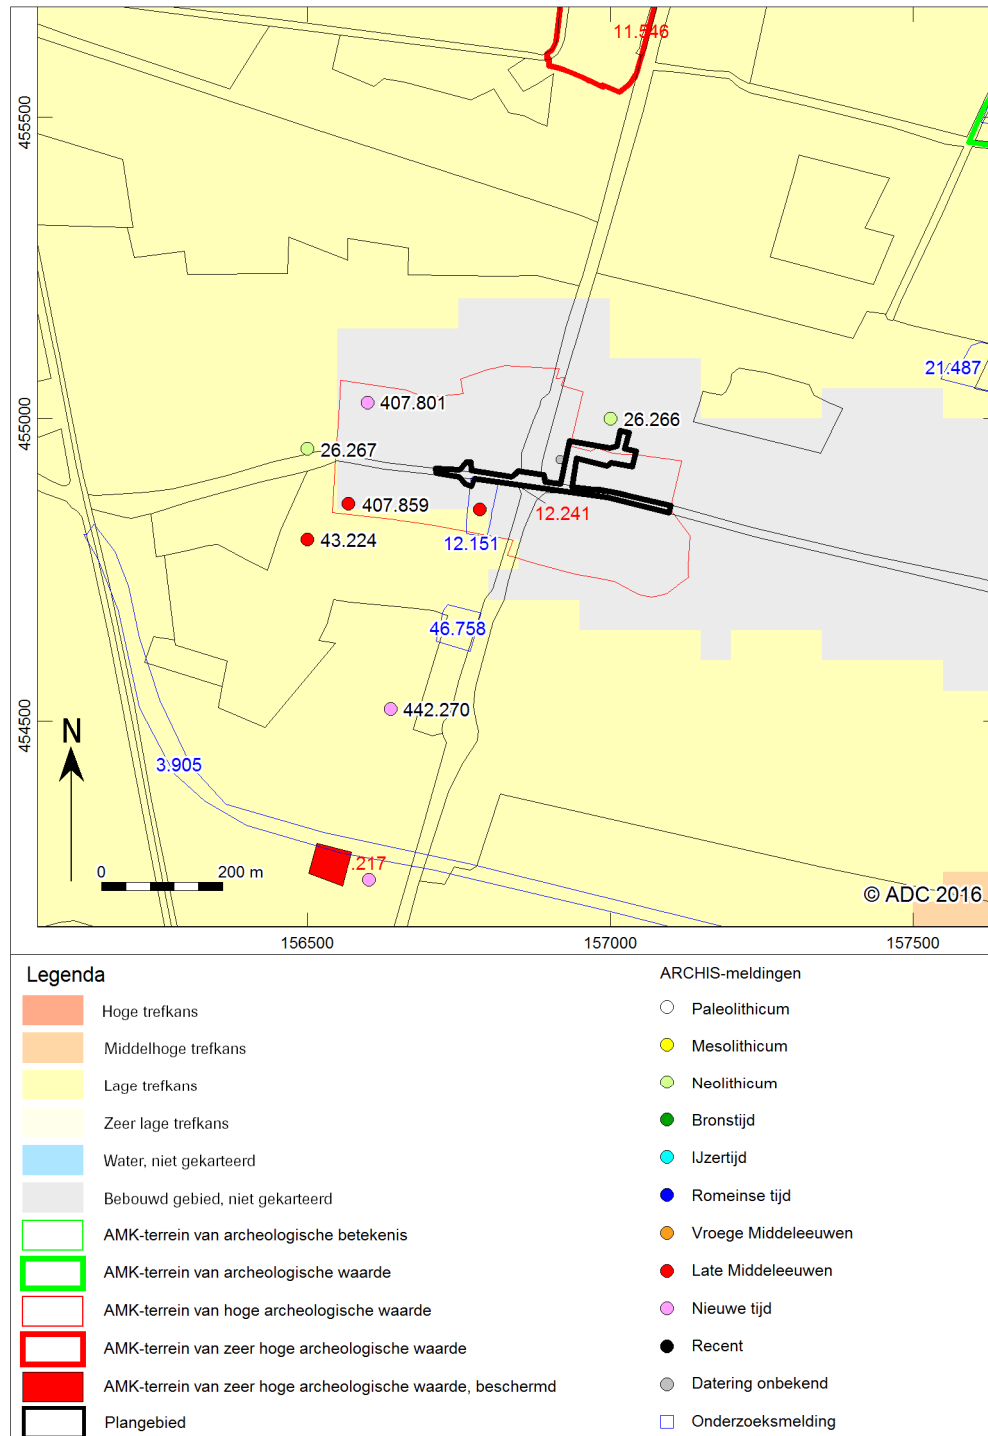 11.546
455500
21.487
407.801
455000
26.266
26.267
407.859
12.241
43.224
12.151
46.758
442.270
454500
N
3.905
0 200 m
.217
© ADC 2016
156500 157000 157500
Legenda
Hoge trefkans
Middelhoge trefkans
Lage trefkans
Zeer lage trefkans
Water, niet gekarteerd
Bebouwd gebied, niet gekarteerd
AMK-terrein van archeologische betekenis
AMK-terrein van archeologische waarde
AMK-terrein van hoge archeologische waarde
AMK-terrein van zeer hoge archeologische waarde
AMK-terrein van zeer hoge archeologische waarde, beschermd
Plangebied
ARCHIS-meldingen
Paleolithicum
Mesolithicum
Neolithicum
Bronstijd
IJzertijd
Romeinse tijd
Vroege Middeleeuwen
Late Middeleeuwen
Nieuwe tijd
Recent
Datering onbekend
Onderzoeksmelding